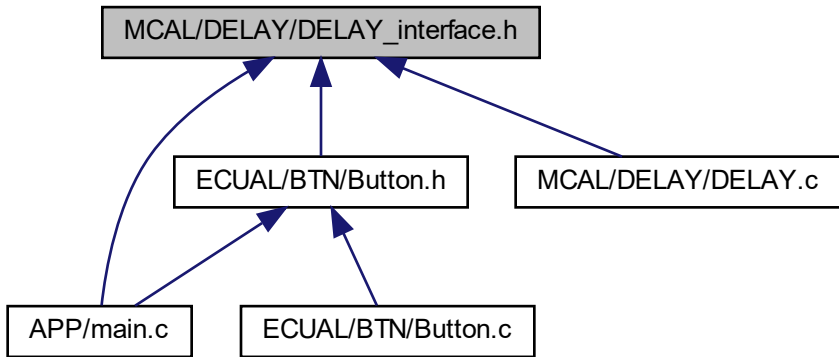 MCAL/DELAY/DELAY_interface.h
ECUAL/BTN/Button.h
MCAL/DELAY/DELAY.c
APP/main.c
ECUAL/BTN/Button.c